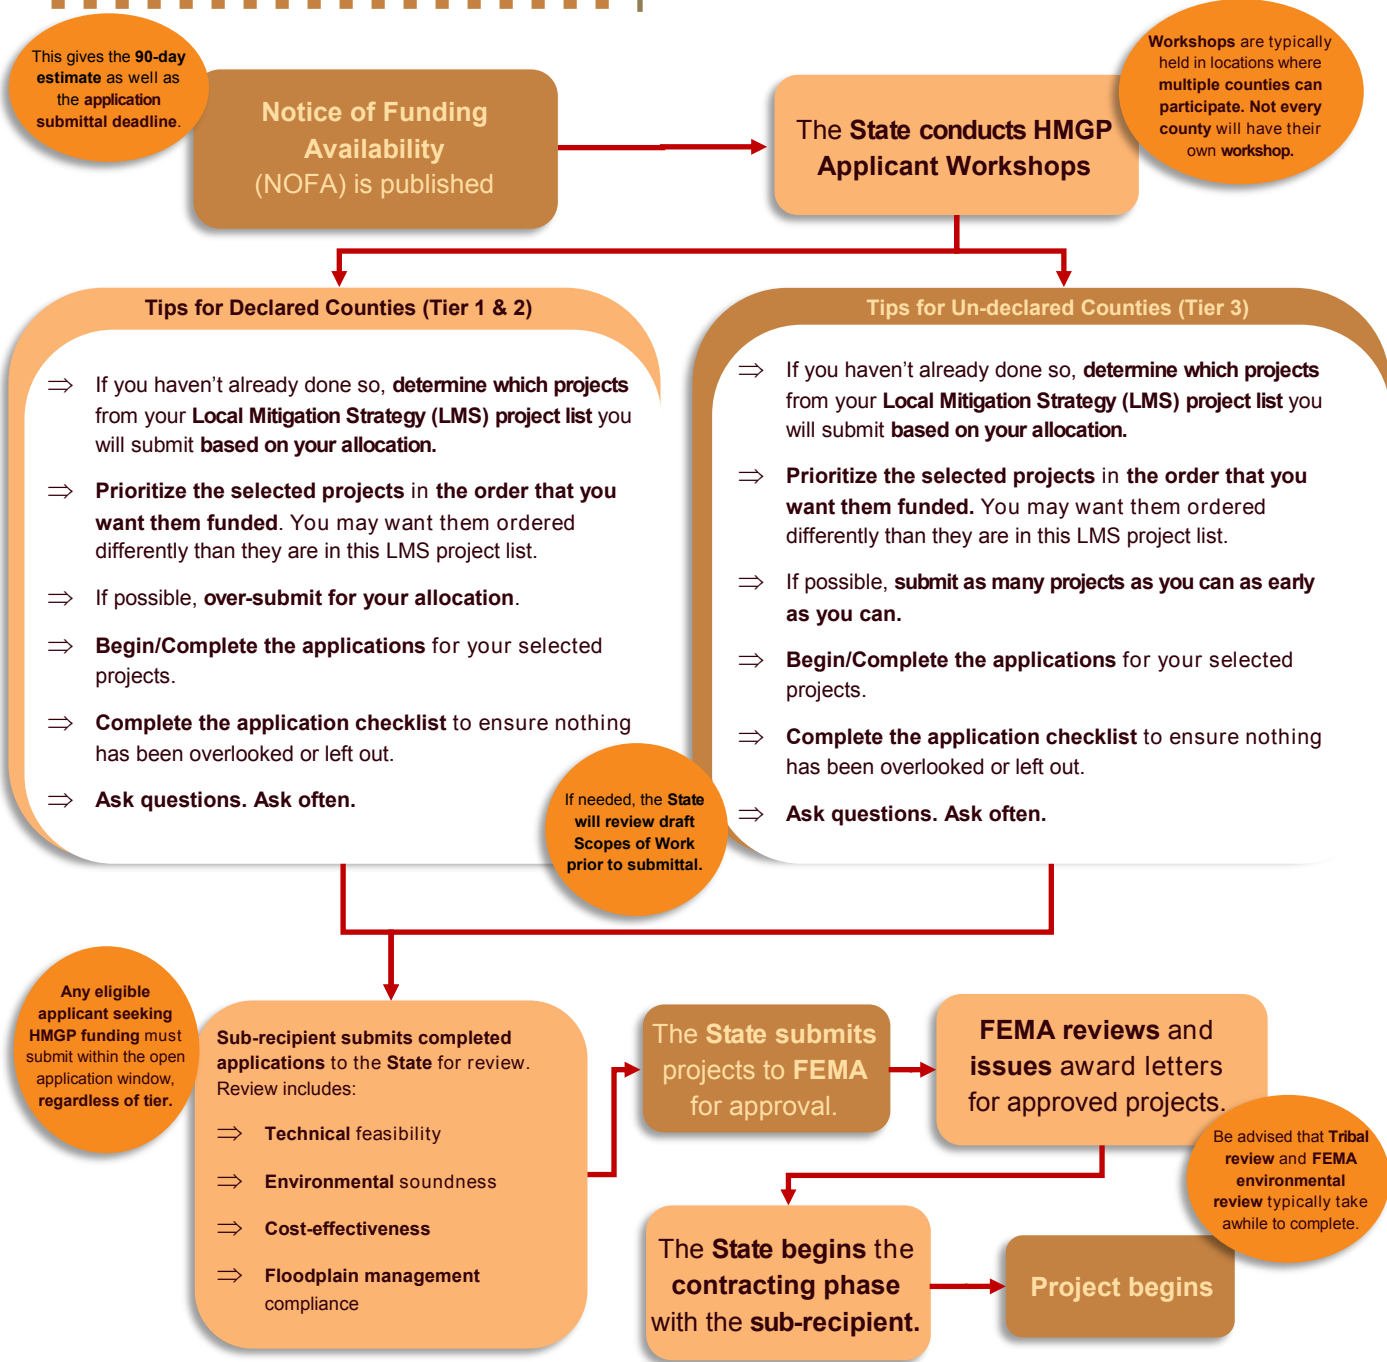 This gives the 90-day
estimate as well as
the application
submittal deadline.
Notice of Funding
Availability
(NOFA) is published
The State conducts HMGP
Applicant Workshops
Workshops are typically
held in locations where
multiple counties can
participate. Not every
county will have their
own workshop.
Tips for Declared Counties (Tier 1 & 2)
⇒ If you haven’t already done so, determine which projects
from your Local Mitigation Strategy (LMS) project list you
will submit based on your allocation.
⇒ Prioritize the selected projects in the order that you
want them funded. You may want them ordered
differently than they are in this LMS project list.
⇒ If possible, over-submit for your allocation.
⇒ Begin/Complete the applications for your selected
projects.
⇒ Complete the application checklist to ensure nothing
has been overlooked or left out.
⇒ Ask questions. Ask often.
Tips for Un-declared Counties (Tier 3)
⇒ If you haven’t already done so, determine which projects
from your Local Mitigation Strategy (LMS) project list you
will submit based on your allocation.
⇒ Prioritize the selected projects in the order that you
want them funded. You may want them ordered
differently than they are in this LMS project list.
⇒ If possible, submit as many projects as you can as early
as you can.
⇒ Begin/Complete the applications for your selected
projects.
⇒ Complete the application checklist to ensure nothing
has been overlooked or left out.
⇒ Ask questions. Ask often.
If needed, the State
will review draft
Scopes of Work
prior to submittal.
Any eligible
applicant seeking
HMGP funding must
submit within the open
application window,
regardless of tier.
Sub-recipient submits completed
applications to the State for review.
Review includes:
⇒ Technical feasibility
⇒ Environmental soundness
⇒ Cost-effectiveness
⇒ Floodplain management
compliance
The State submits
projects to FEMA
for approval.
FEMA reviews and
issues award letters
for approved projects.
Be advised that Tribal
review and FEMA
environmental
review typically take
awhile to complete.
The State begins the
contracting phase
with the sub-recipient.
Project begins